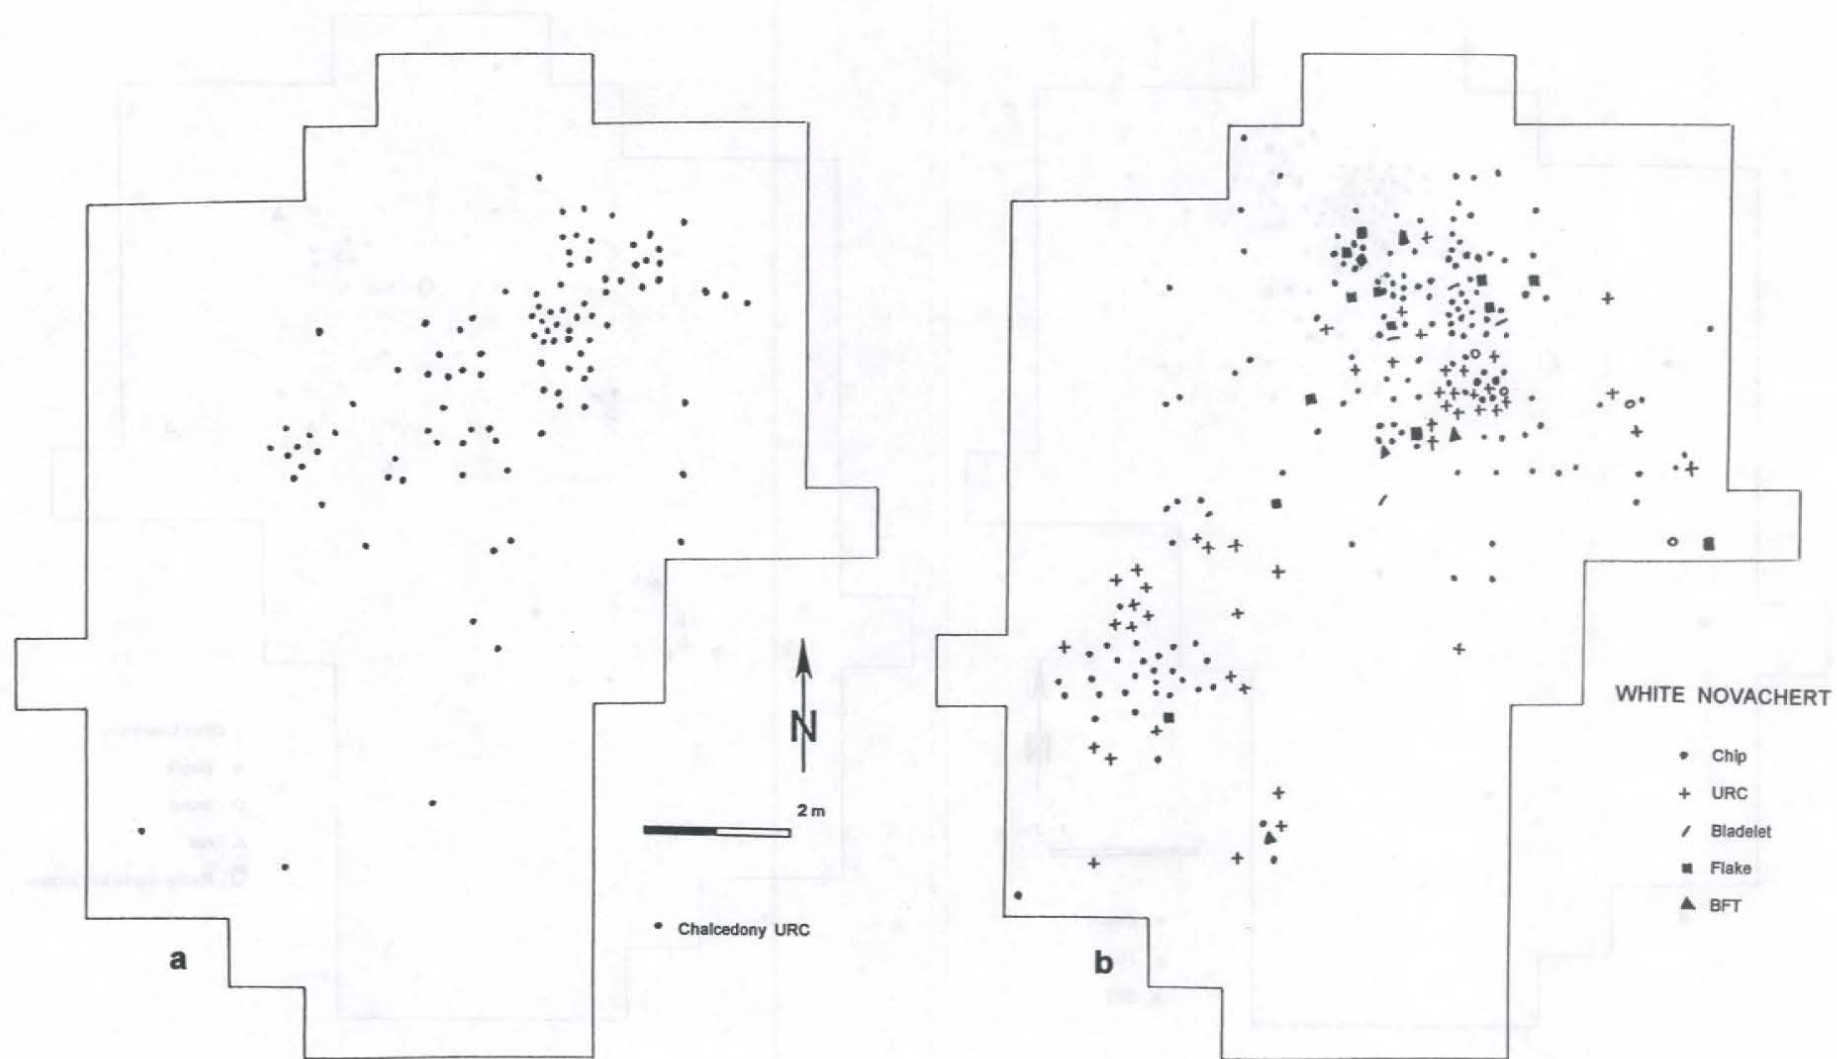 N
2 m
Chalcedony URC
a
WHITE NOVACHERT
Chip
URC
Bladelet
Flake
BFT
b